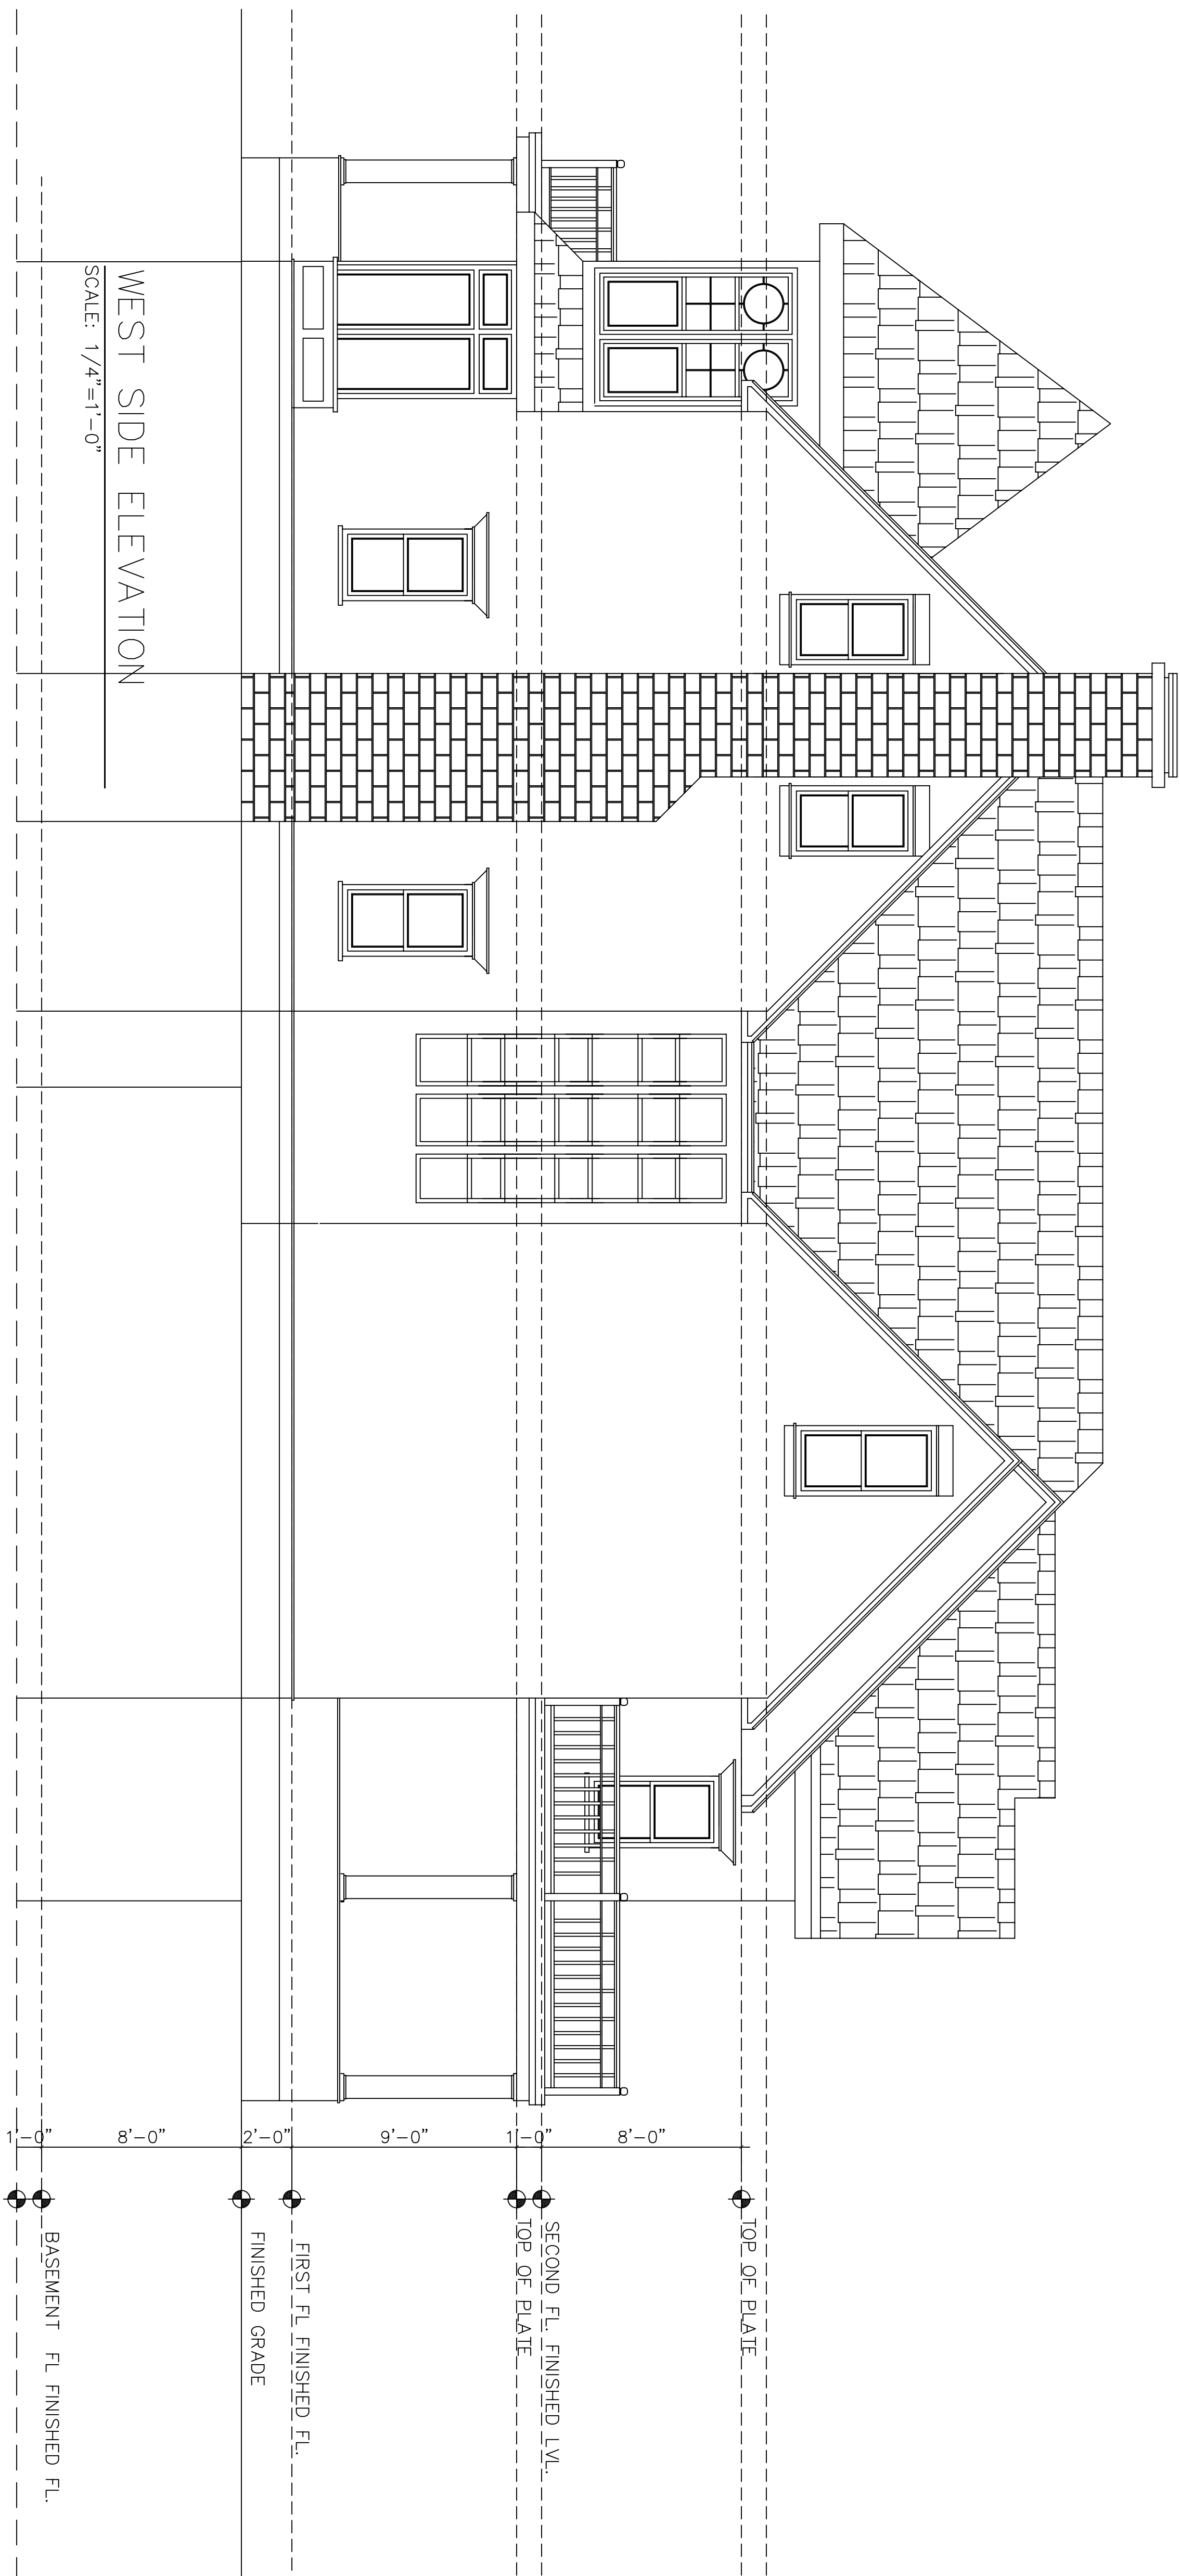 TOP OF PLATE
8'-0"
SECOND FL. FINISHED LVL.
1'-0"
TOP OF PLATE
9'-0"
FIRST FL FINISHED FL.
2'-0"
FINISHED GRADE
8'-0"
BASEMENT FL FINISHED FL.
1'-0"
WEST SIDE ELEVATION
SCALE: 1/4"=1'-0"